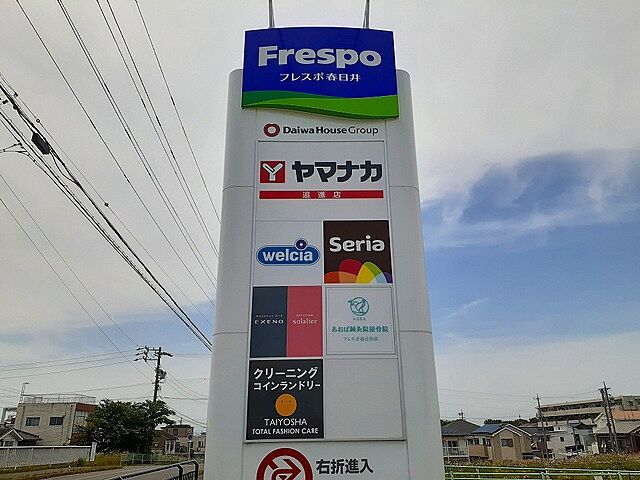 Frespo
フレスポ春日井
Daiwa House Group
ヤマナカ
追進店
welcia
Seria
EXENO
solalier
あおば鍼灸院接骨院
フレスポ春日井店
クリーニング
コインランドリー
TAIYOSHA
TOTAL FASHION CARE
右折進入